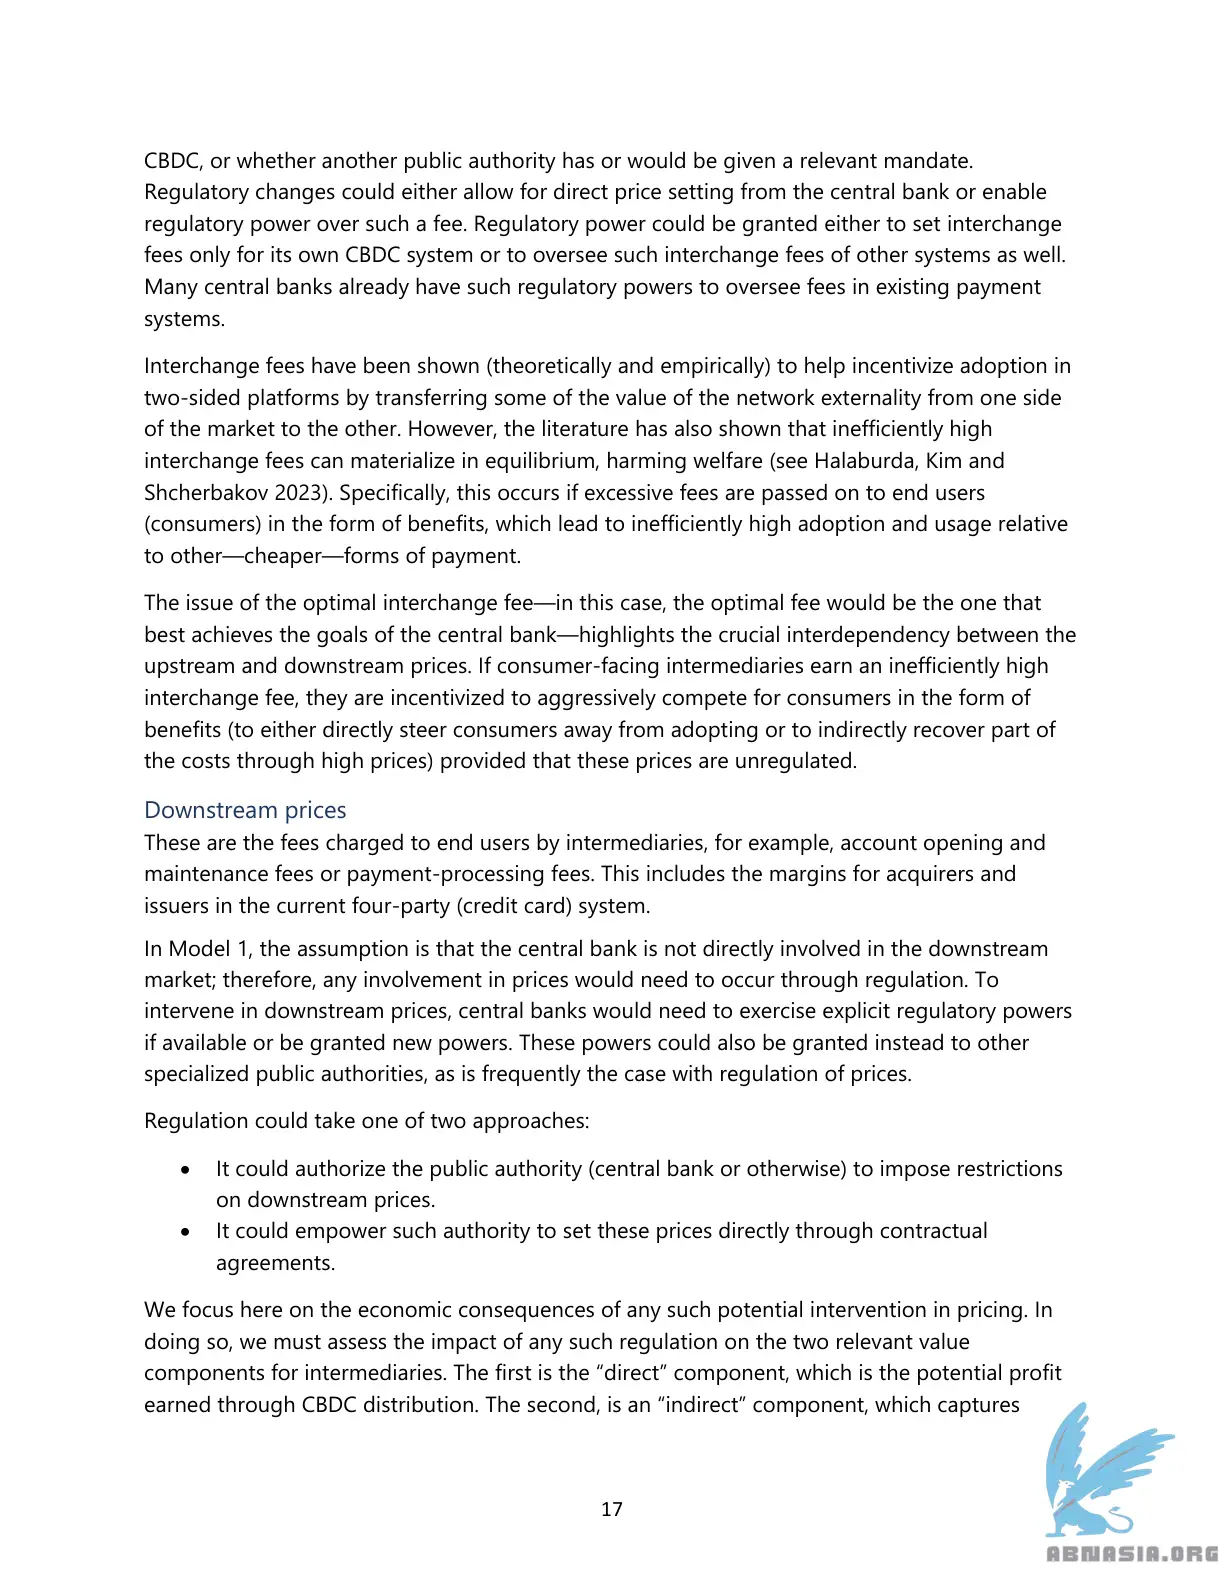 CBDC, or whether another public authority has or would be given a relevant mandate.
Regulatory changes could either allow for direct price setting from the central bank or enable
regulatory power over such a fee. Regulatory power could be granted either to set interchange
fees only for its own CBDC system or to oversee such interchange fees of other systems as well.
Many central banks already have such regulatory powers to oversee fees in existing payment
systems.
Interchange fees have been shown (theoretically and empirically) to help incentivize adoption in
two-sided platforms by transferring some of the value of the network externality from one side
of the market to the other. However, the literature has also shown that inefficiently high
interchange fees can materialize in equilibrium, harming welfare (see Halaburda, Kim and
Shcherbakov 2023). Specifically, this occurs if excessive fees are passed on to end users
(consumers) in the form of benefits, which lead to inefficiently high adoption and usage relative
to other—cheaper—forms of payment.
The issue of the optimal interchange fee—in this case, the optimal fee would be the one that
best achieves the goals of the central bank—highlights the crucial interdependency between the
upstream and downstream prices. If consumer-facing intermediaries earn an inefficiently high
interchange fee, they are incentivized to aggressively compete for consumers in the form of
benefits (to either directly steer consumers away from adopting or to indirectly recover part of
the costs through high prices) provided that these prices are unregulated.
Downstream prices
These are the fees charged to end users by intermediaries, for example, account opening and
maintenance fees or payment-processing fees. This includes the margins for acquirers and
issuers in the current four-party (credit card) system.
In Model 1, the assumption is that the central bank is not directly involved in the downstream
market; therefore, any involvement in prices would need to occur through regulation. To
intervene in downstream prices, central banks would need to exercise explicit regulatory powers
if available or be granted new powers. These powers could also be granted instead to other
specialized public authorities, as is frequently the case with regulation of prices.
Regulation could take one of two approaches:
• It could authorize the public authority (central bank or otherwise) to impose restrictions
on downstream prices.
• It could empower such authority to set these prices directly through contractual
agreements.
We focus here on the economic consequences of any such potential intervention in pricing. In
doing so, we must assess the impact of any such regulation on the two relevant value
components for intermediaries. The first is the “direct” component, which is the potential profit
earned through CBDC distribution. The second, is an “indirect” component, which captures
17
ABNASIA.ORG